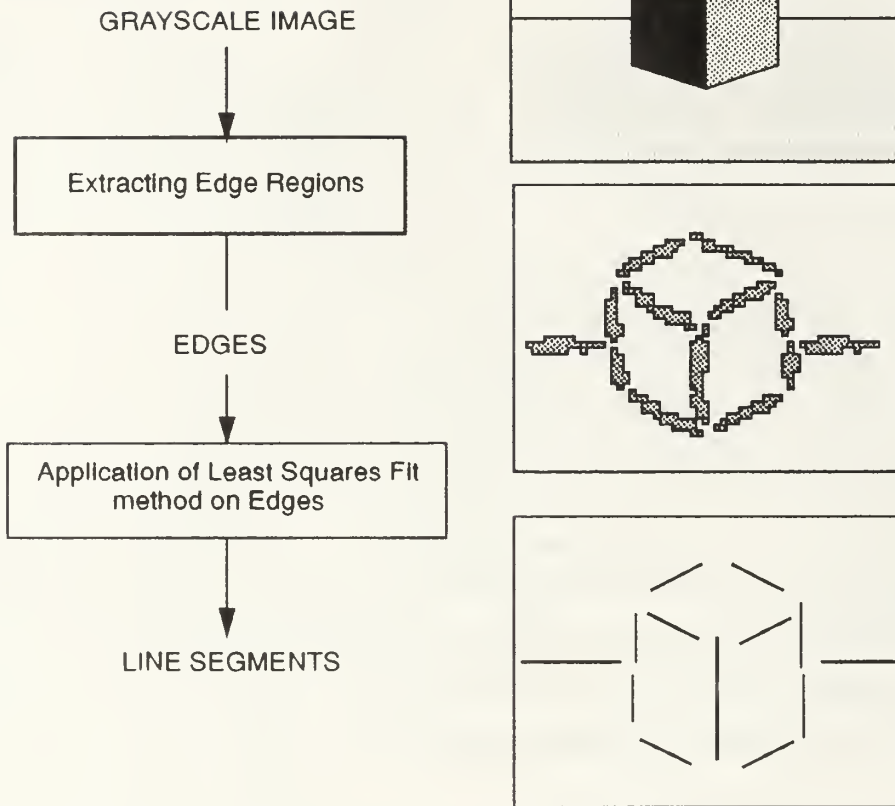 GRAYSCALE IMAGE
Extracting Edge Regions
EDGES
Application of Least Squares Fit
method on Edges
LINE SEGMENTS